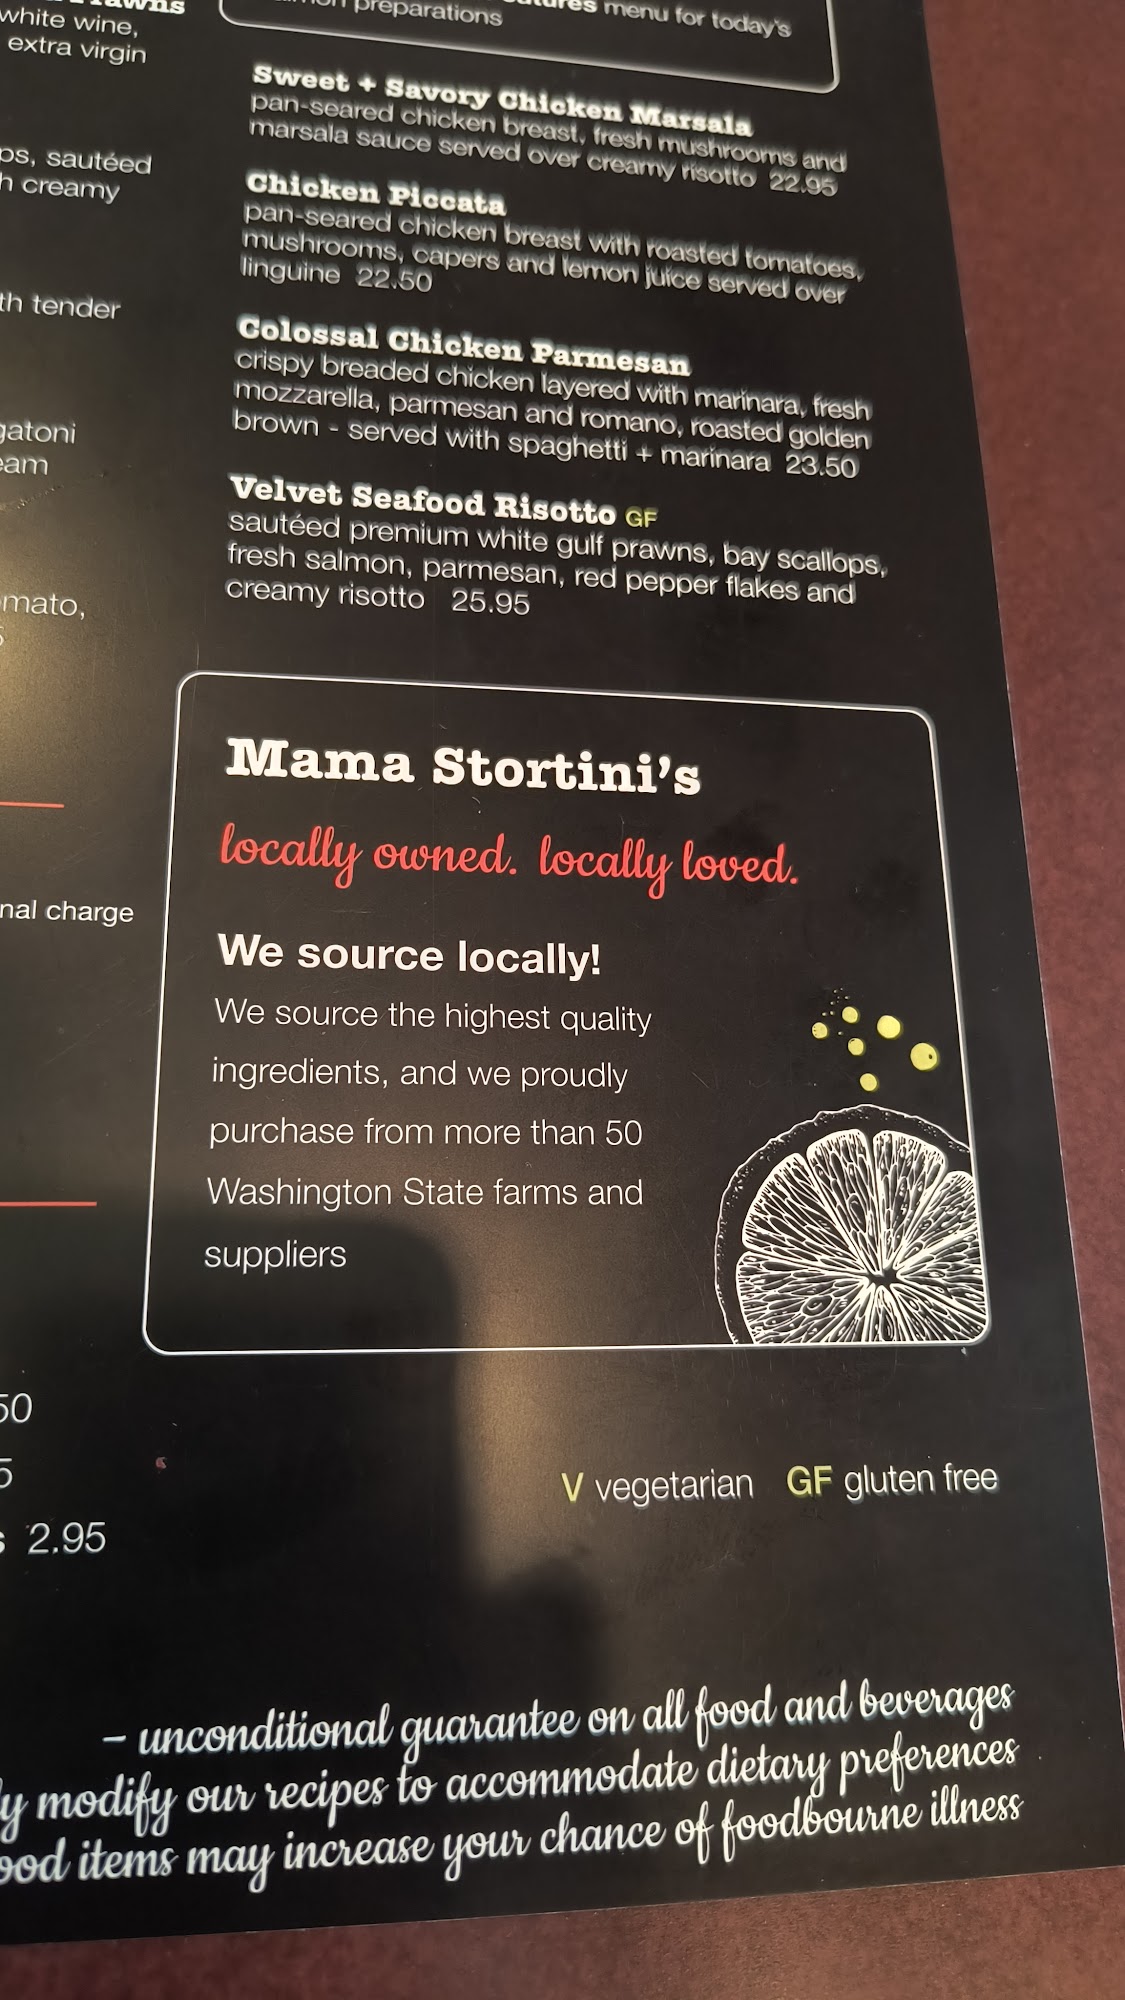 white wine,
extra virgin
sautéed
creamy
tender
mato,
nal charge
50
5
2.95
preparations
menu for today's
Sweet + Savory Chicken Marsala
pan-seared chicken breast, fresh mushrooms and
marsala sauce served over creamy risotto 22.95
Chicken Piccata
pan-seared chicken breast with roasted tomatoes,
mushrooms, capers and lemon juice served over
linguine 22.50
Colossal Chicken Parmesan
crispy breaded chicken layered with marinara, fresh
mozzarella, parmesan and romano, roasted golden
brown - served with spaghetti + marinara 23.50
Velvet Seafood Risotto GF
sautéed premium white gulf prawns, bay scallops,
fresh salmon, parmesan, red pepper flakes and
creamy risotto 25.95
Mama Stortini's
locally owned. locally loved.
We source locally!
We source the highest quality
ingredients, and we proudly
purchase from more than 50
Washington State farms and
suppliers
V vegetarian GF gluten free
– unconditional guarantee on all food and beverages
y modify our recipes to accommodate dietary preferences
ood items may increase your chance of foodbourne illness